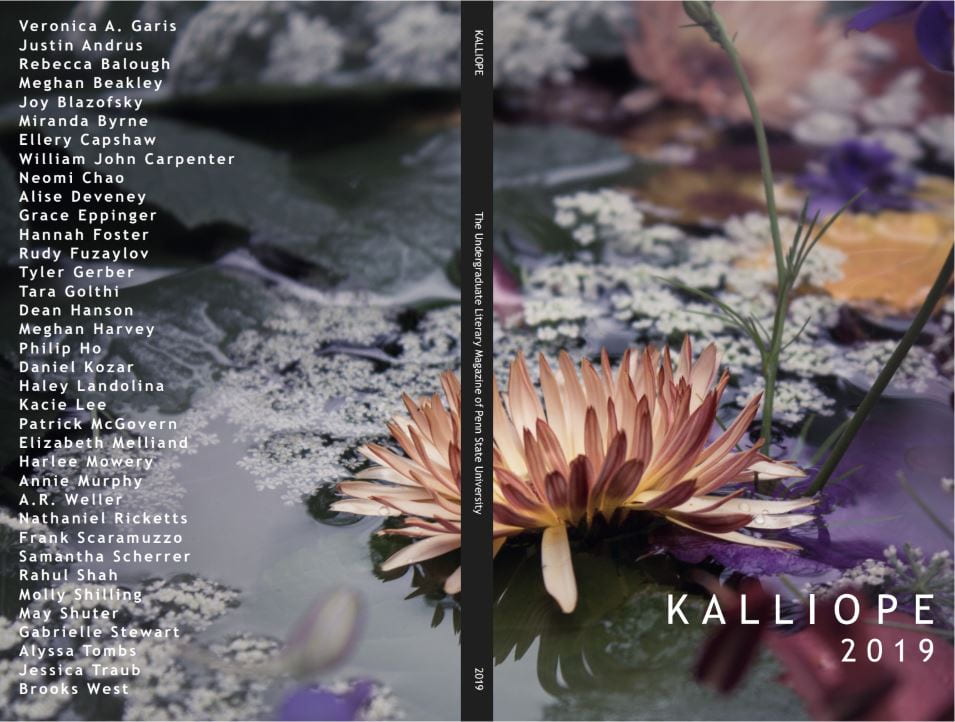 Veronica A. Garis
Justin Andrus
Rebecca Balough
Meghan Beakley
Joy Blazofsky
Miranda Byrne
Ellery Capshaw
William John Carpenter
Neomi Chao
Alise Deveney
Grace Eppinger
Hannah Foster
Rudy Fuzaylov
Tyler Gerber
Tara Golthi
Dean Hanson
Meghan Harvey
Philip Ho
Daniel Kozar
Haley Landolina
Kacie Lee
Patrick McGovern
Elizabeth Melliand
Harlee Mowery
Annie Murphy
A.R. Weller
Nathaniel Ricketts
Frank Scaramuzzo
Samantha Scherrer
Rahul Shah
Molly Shilling
May Shuter
Gabrielle Stewart
Alyssa Tombs
Jessica Traub
Brooks West
KALLIOPE
The Undergraduate Literary Magazine of Penn State University
2019
KALLIOPE
2019